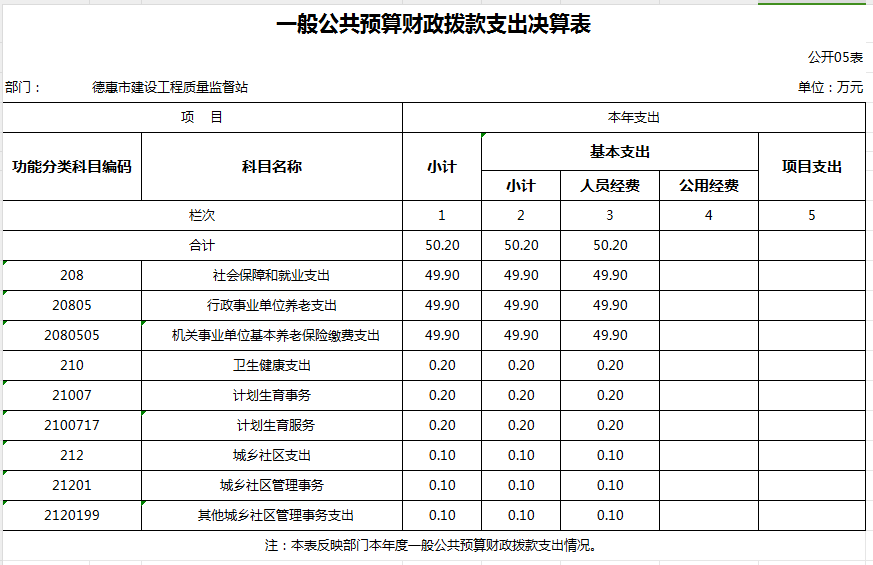 一般公共预算财政拨款支出决算表
公开05表
部门： 德惠市建设工程质量监督站 单位：万元
项 目 本年支出
功能分类科目编码 科目名称 小计 基本支出 项目支出
小计 人员经费 公用经费
栏次 1 2 3 4 5
合计 50.20 50.20 50.20
208 社会保障和就业支出 49.90 49.90 49.90
20805 行政事业单位养老支出 49.90 49.90 49.90
2080505 机关事业单位基本养老保险缴费支出 49.90 49.90 49.90
210 卫生健康支出 0.20 0.20 0.20
21007 计划生育事务 0.20 0.20 0.20
2100717 计划生育服务 0.20 0.20 0.20
212 城乡社区支出 0.10 0.10 0.10
21201 城乡社区管理事务 0.10 0.10 0.10
2120199 其他城乡社区管理事务支出 0.10 0.10 0.10
注：本表反映部门本年度一般公共预算财政拨款支出情况。